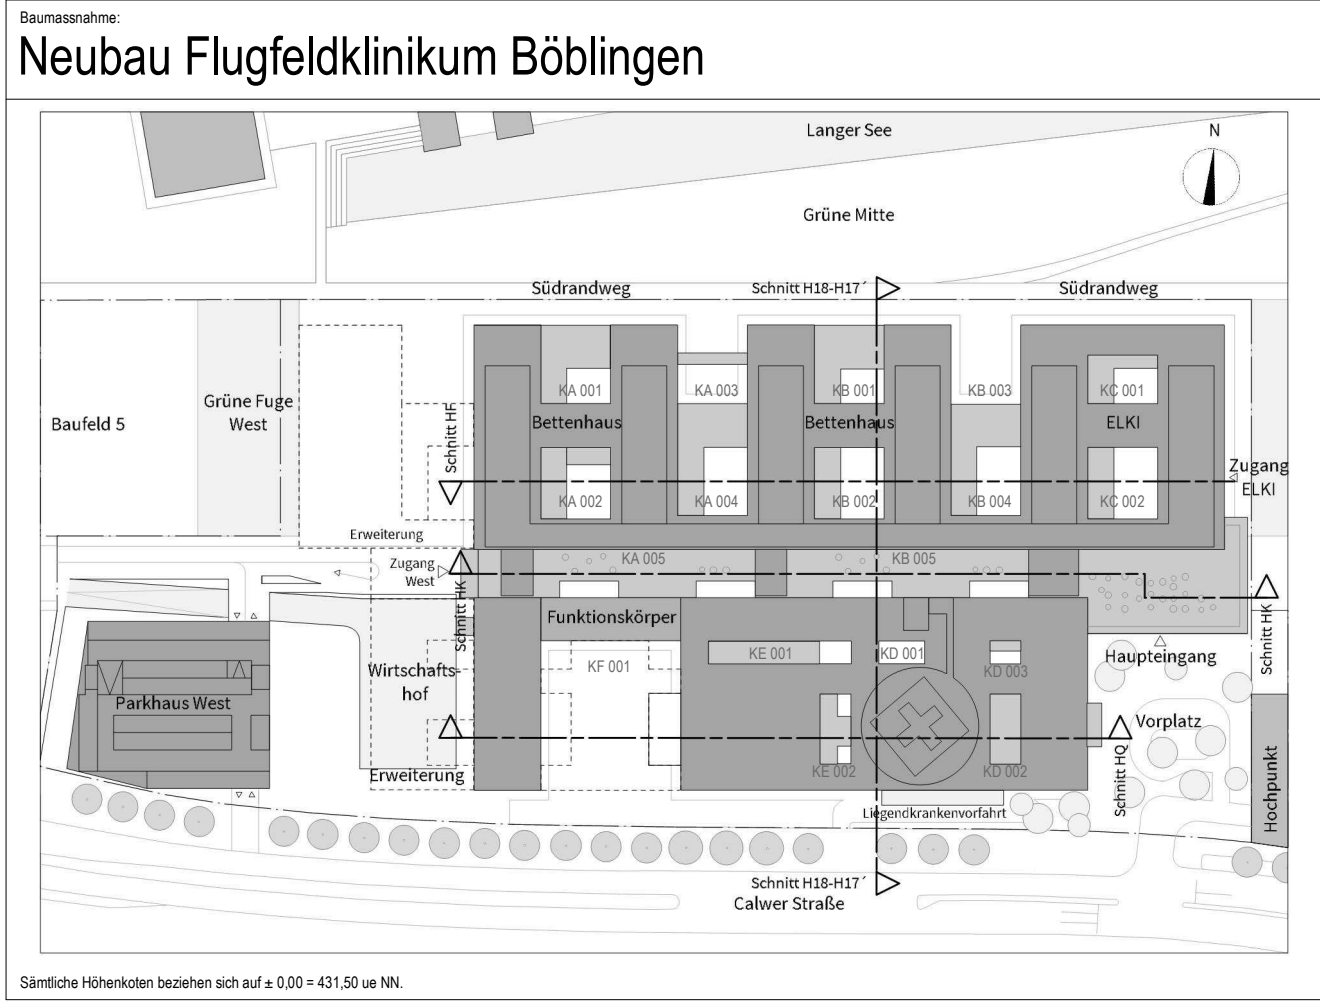 Baumassnahme:
Neubau Flugfeldklinikum Böblingen
Langer See
N
Grüne Mitte
Südrandweg
Schnitt H18-H17´
Südrandweg
KA 001
KA 003
KB 001
KB 003
KC 001
Grüne Fuge
West
Baufeld 5
Schnitt HF
Bettenhaus
Bettenhaus
ELKI
Zugang
ELKI
KA 002
KA 004
KB 002
KB 004
KC 002
Erweiterung
Zugang
West
KA 005
KB 005
Schnitt HK
Schnitt HK
Funktionskörper
KE 001
KD 001
KD 003
KF 001
Haupteingang
Wirtschafts-
hof
Parkhaus West
Vorplatz
Erweiterung
KE 002
KD 002
Schnitt HQ
Hochpunkt
Liegendkrankenvorfahrt
Schnitt H18-H17´
Calwer Straße
Sämtliche Höhenkoten beziehen sich auf ± 0,00 = 431,50 ue NN.